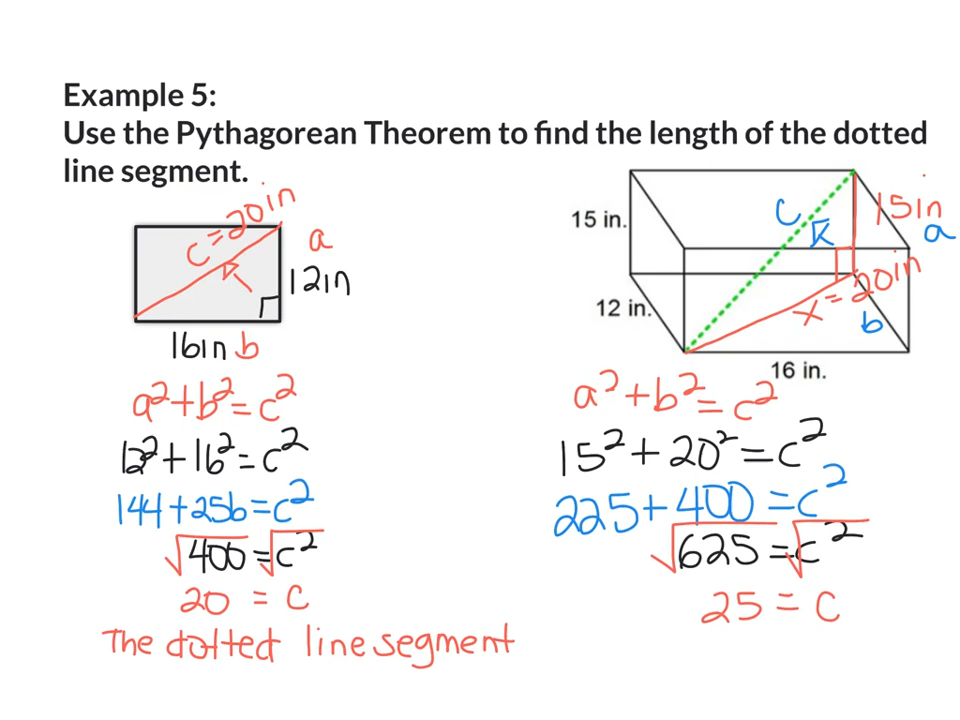 Example 5:
Use the Pythagorean Theorem to find the length of the dotted
line segment.
c = 20in
a
12in
16in b
a²+b²=c²
12²+16²=c²
144+256=c²
√400=√c²
20 = c
The dotted line segment
15 in.
12 in.
16 in.
c
15in
a
x = 20in
b
a²+b²=c²
15²+20²=c²
225+400=c²
√625=√c²
25=c